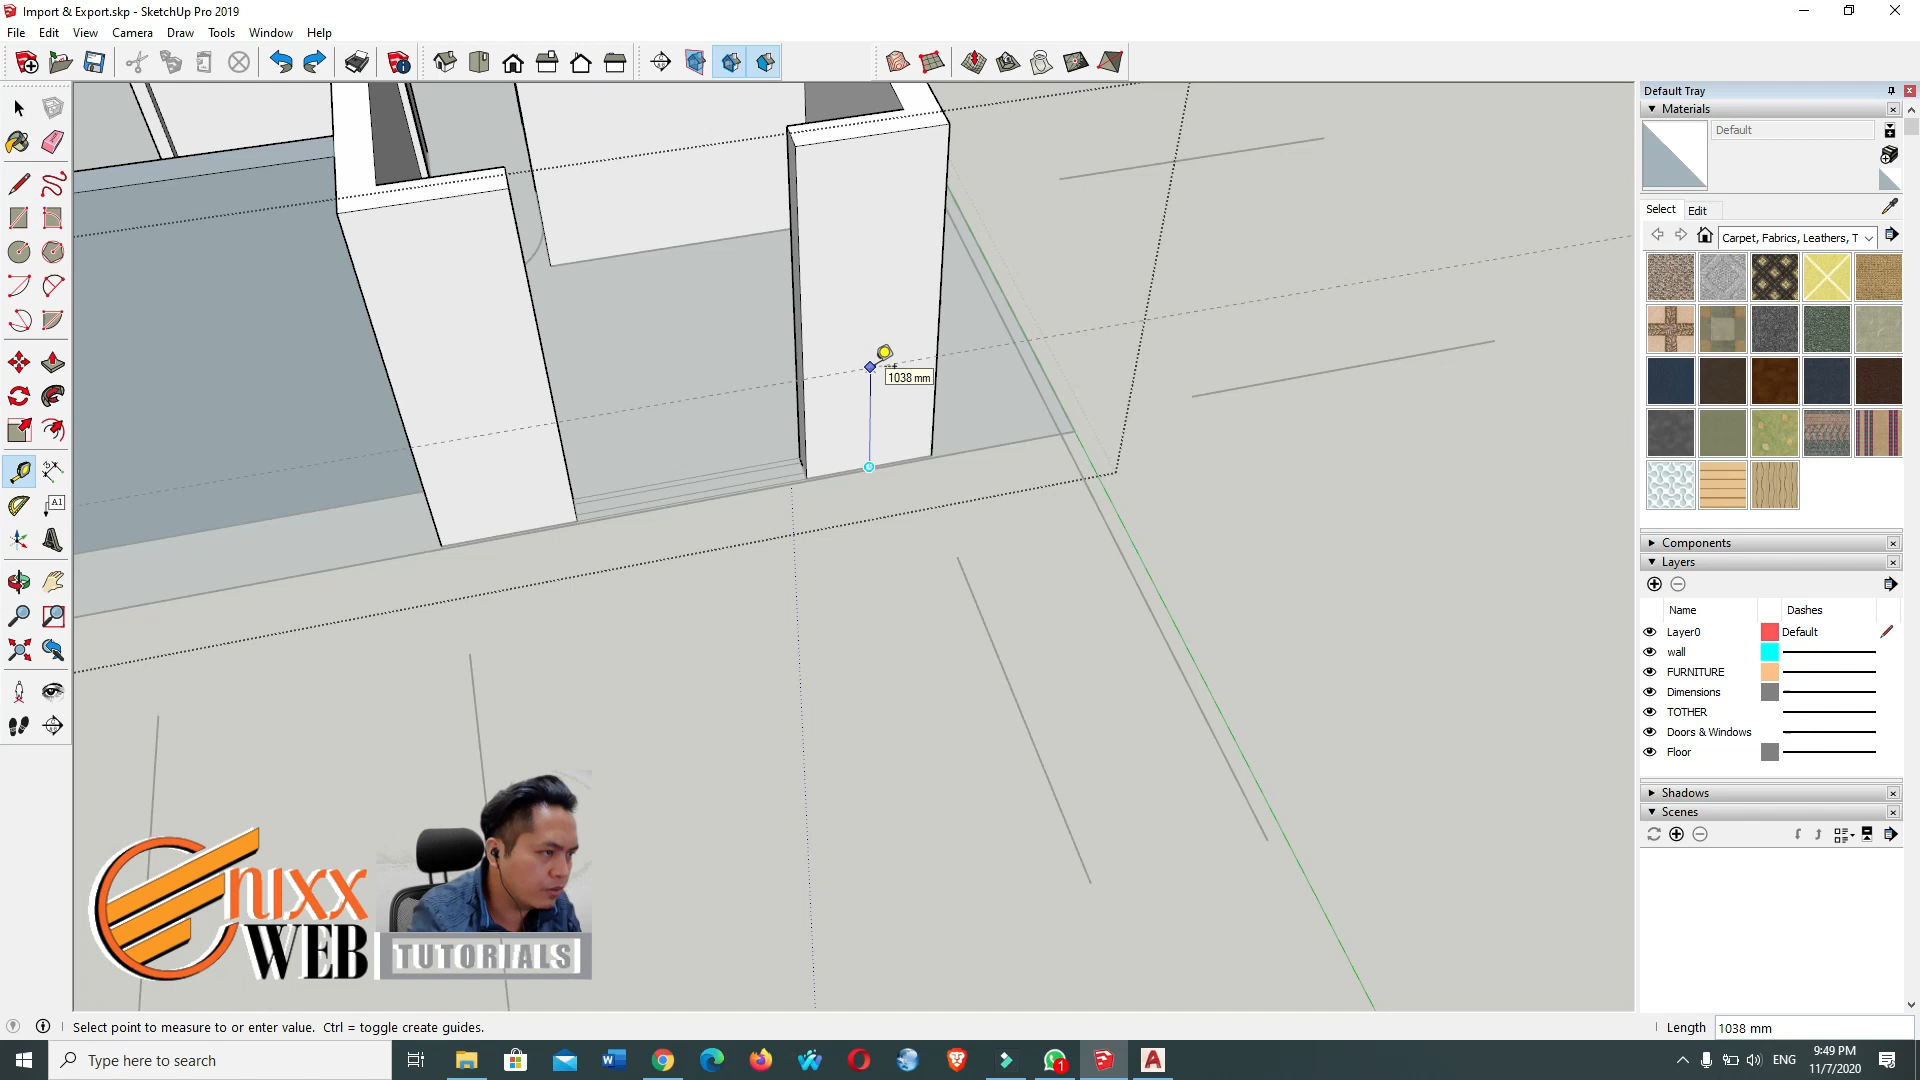 Import & Export.skp - SketchUp Pro 2019
File Edit View Camera Draw Tools Window Help
Default Tray
Materials
Default
Select Edit
Carpet, Fabrics, Leathers, T
A1
1038 mm
Components
Layers
Name Dashes
Layer0 Default
wall
FURNITURE
Dimensions
TOTHER
Doors & Windows
Floor
Shadows
Scenes
NIXX
WEB
TUTORIALS
Select point to measure to or enter value. Ctrl = toggle create guides.
Length 1038 mm
Type here to search
1
ENG
9:49 PM
11/7/2020